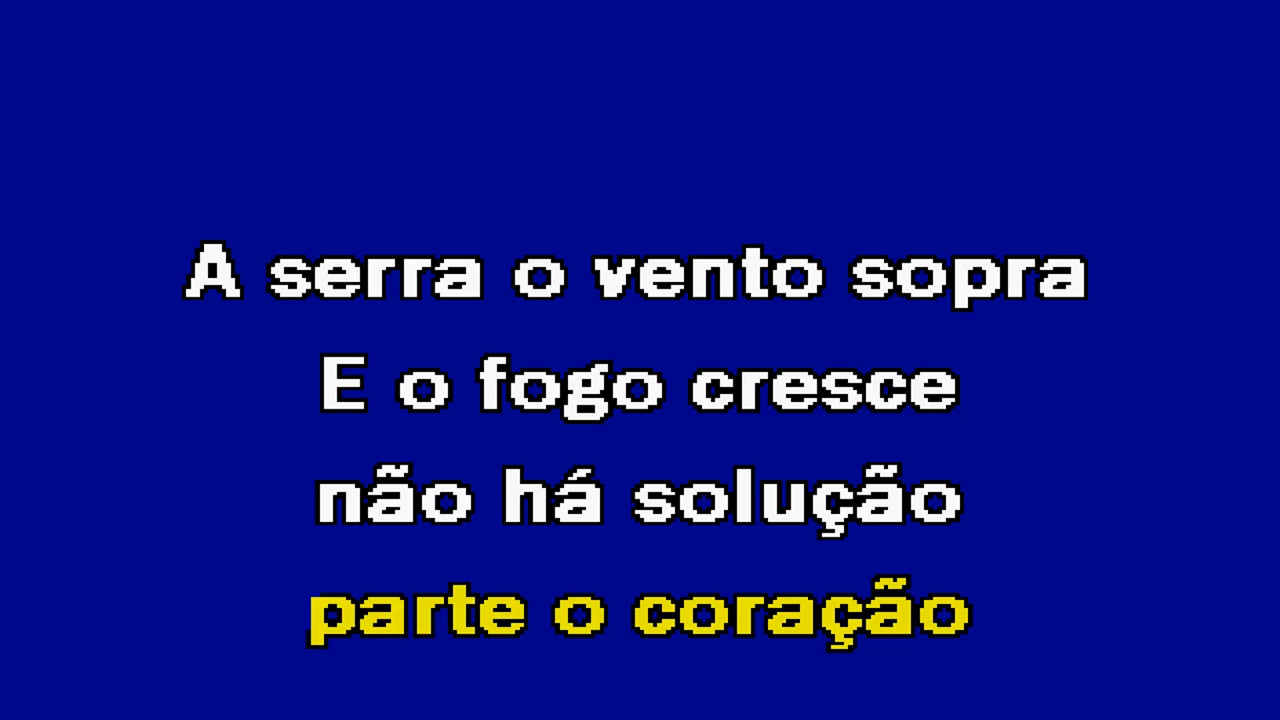 A serra o vento sopra
E o fogo cresce
não há solução
parte o coração